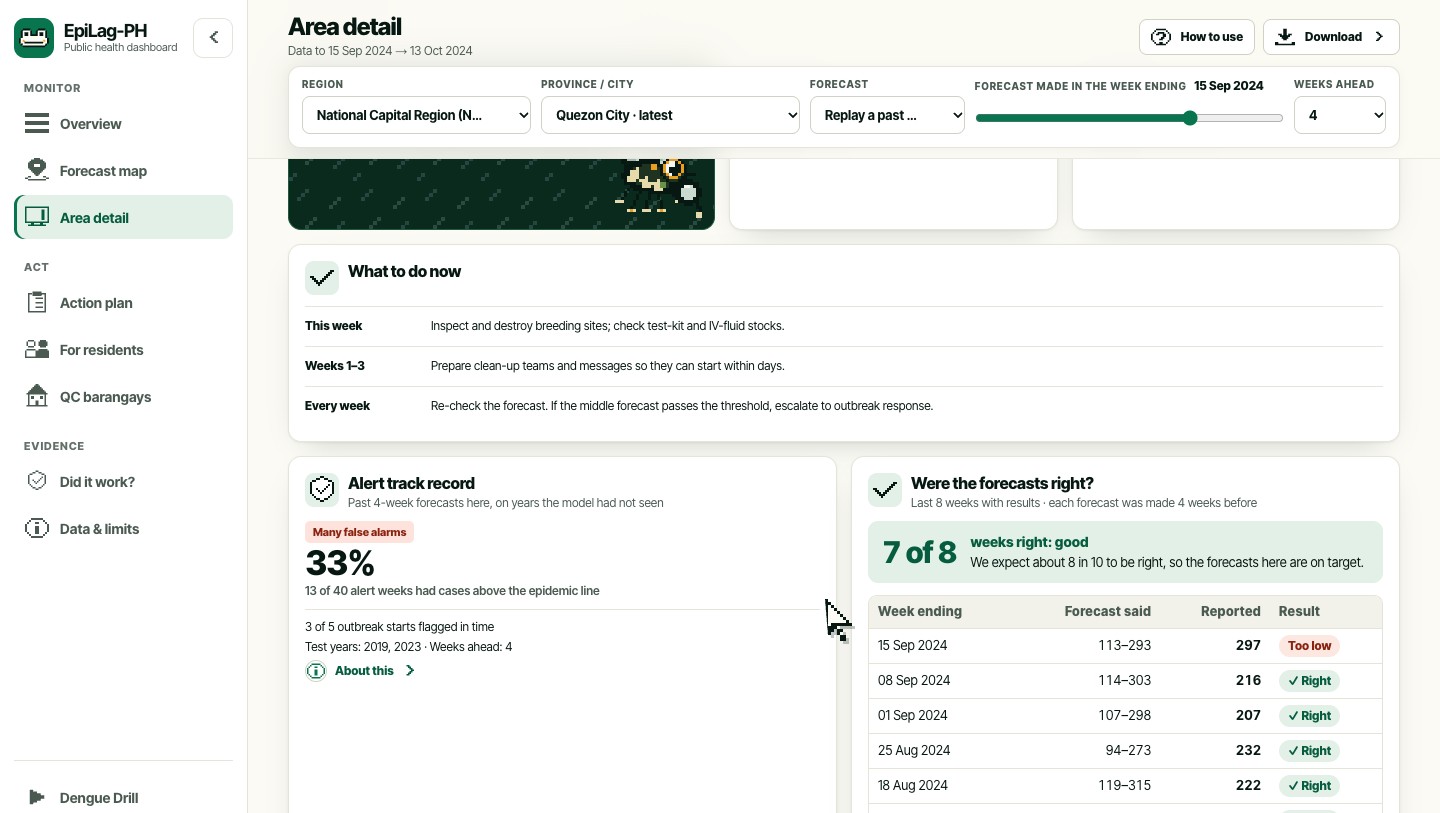 EpiLag-PH
Public health dashboard
MONITOR
Overview
Forecast map
Area detail
ACT
Action plan
For residents
QC barangays
EVIDENCE
Did it work?
Data & limits
Dengue Drill
Area detail
Data to 15 Sep 2024 → 13 Oct 2024
How to use
Download
REGION
National Capital Region (N...
PROVINCE / CITY
Quezon City · latest
FORECAST
Replay a past ...
FORECAST MADE IN THE WEEK ENDING 15 Sep 2024
WEEKS AHEAD
4
What to do now
This week Inspect and destroy breeding sites; check test-kit and IV-fluid stocks.
Weeks 1–3 Prepare clean-up teams and messages so they can start within days.
Every week Re-check the forecast. If the middle forecast passes the threshold, escalate to outbreak response.
Alert track record
Past 4-week forecasts here, on years the model had not seen
Many false alarms
33%
13 of 40 alert weeks had cases above the epidemic line
3 of 5 outbreak starts flagged in time
Test years: 2019, 2023 · Weeks ahead: 4
About this
Were the forecasts right?
Last 8 weeks with results · each forecast was made 4 weeks before
7 of 8
weeks right: good
We expect about 8 in 10 to be right, so the forecasts here are on target.
Week ending Forecast said Reported Result
15 Sep 2024 113–293 297 Too low
08 Sep 2024 114–303 216 ✓ Right
01 Sep 2024 107–298 207 ✓ Right
25 Aug 2024 94–273 232 ✓ Right
18 Aug 2024 119–315 222 ✓ Right